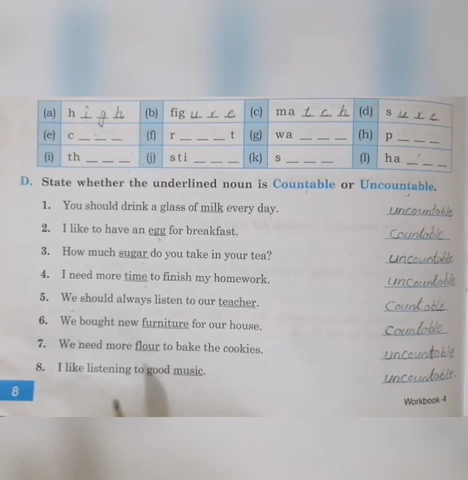 (a) h i g h (b) fig u r e (c) ma t c h (d) s u r e
(e) c _ _ _ (f) r _ _ _ t (g) wa _ _ _ (h) p _ _ _
(i) th _ _ _ (j) sti _ _ _ (k) s _ _ _ (l) ha _ _ _
D. State whether the underlined noun is Countable or Uncountable.
1. You should drink a glass of milk every day. uncountable
2. I like to have an egg for breakfast. Countable
3. How much sugar do you take in your tea? uncountable
4. I need more time to finish my homework. uncountable
5. We should always listen to our teacher. Countable
6. We bought new furniture for our house. Countable
7. We need more flour to bake the cookies. uncountable
8. I like listening to good music. uncountable.
8
Workbook 4